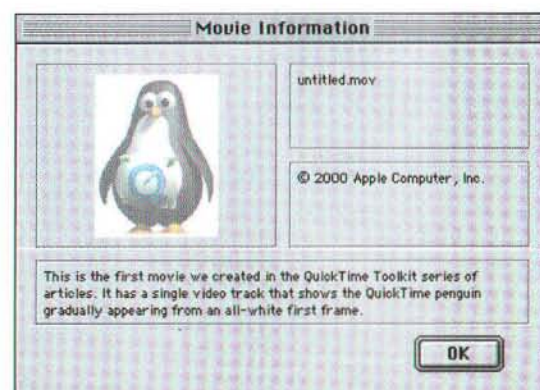 Movie Information
untitled.mov
© 2000 Apple Computer, Inc.
This is the first movie we created in the QuickTime Toolkit series of
articles. It has a single video track that shows the QuickTime penguin
gradually appearing from an all-white first frame.
OK